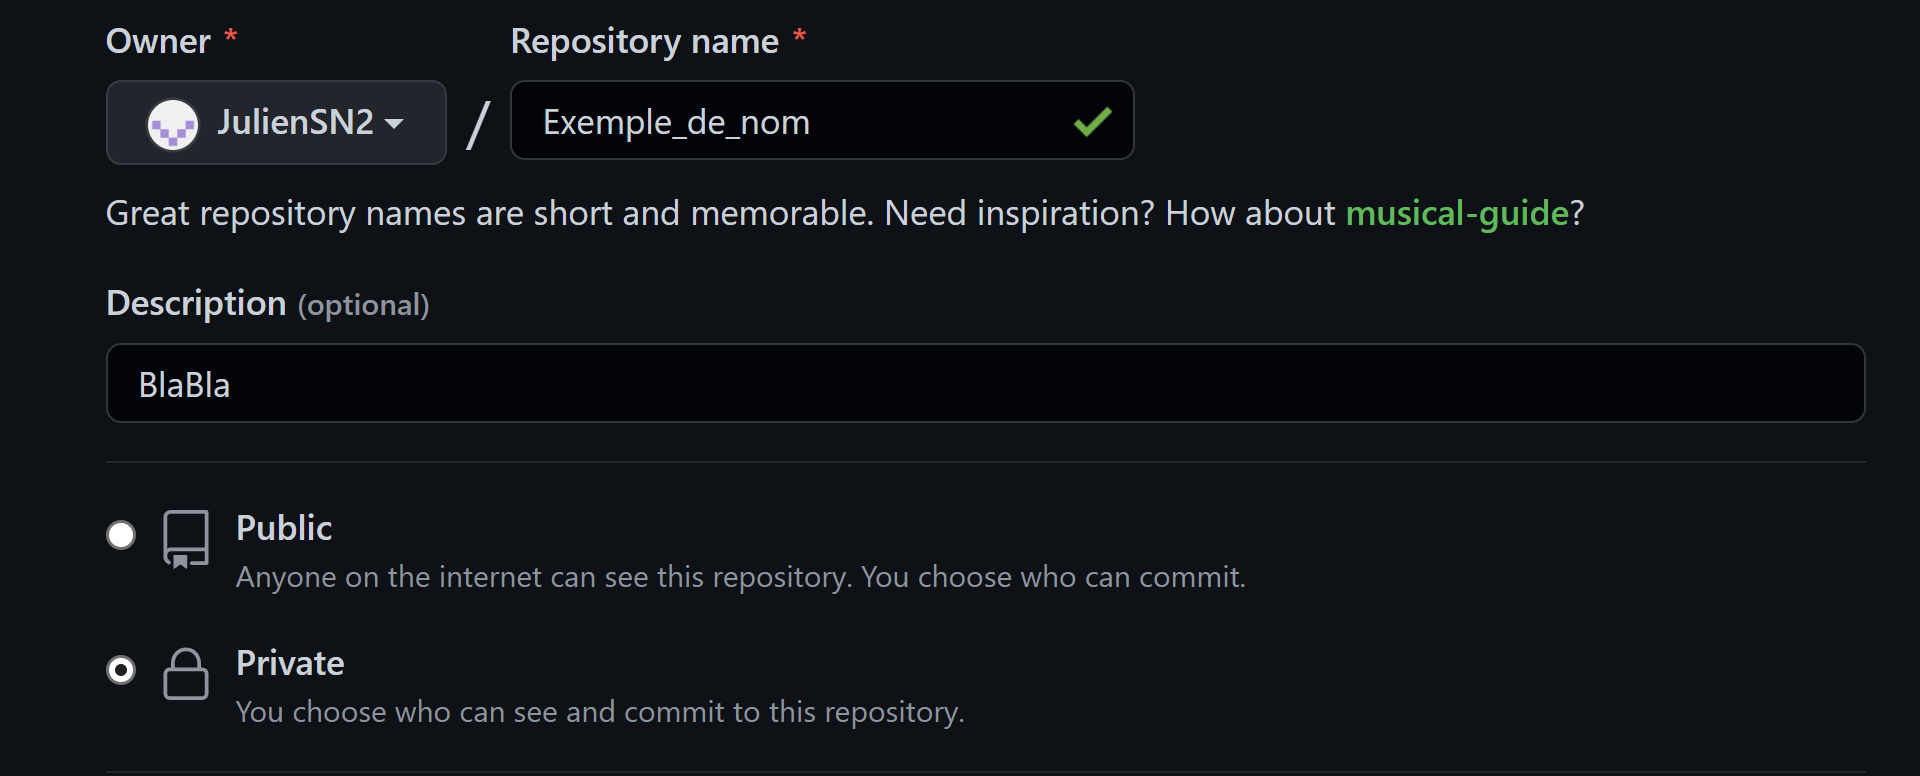 Owner * Repository name *
JulienSN2 / Exemple_de_nom
Great repository names are short and memorable. Need inspiration? How about musical-guide?
Description (optional)
BlaBla
Public
Anyone on the internet can see this repository. You choose who can commit.
Private
You choose who can see and commit to this repository.